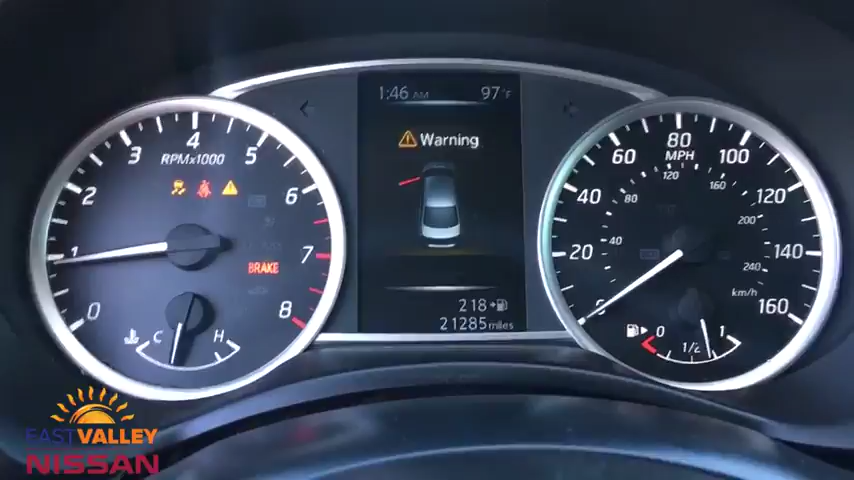 1:46 AM 97°F
Warning
218
21285 miles
RPMx1000
0 1 2 3 4 5 6 7 8
BRAKE
C H
MPH
0 20 40 60 80 100 120 140 160
40 80 120 160 200 240
km/h
0 1/2 1
EAST VALLEY
NISSAN